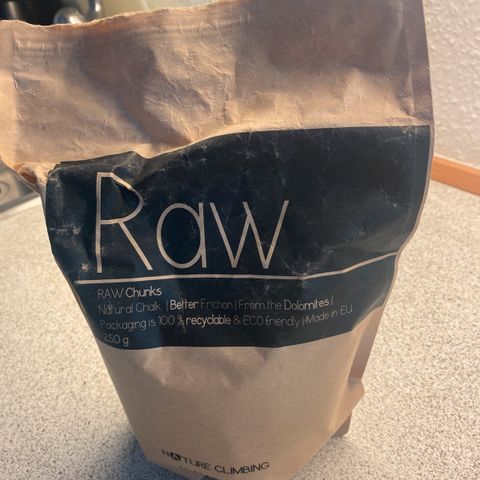 Raw
RAW Chunks
Natural Chalk | Better Friction | From the Dolomites |
Packaging is 100 % recyclable & ECO friendly | Made in EU
250 g
NATURE CLIMBING